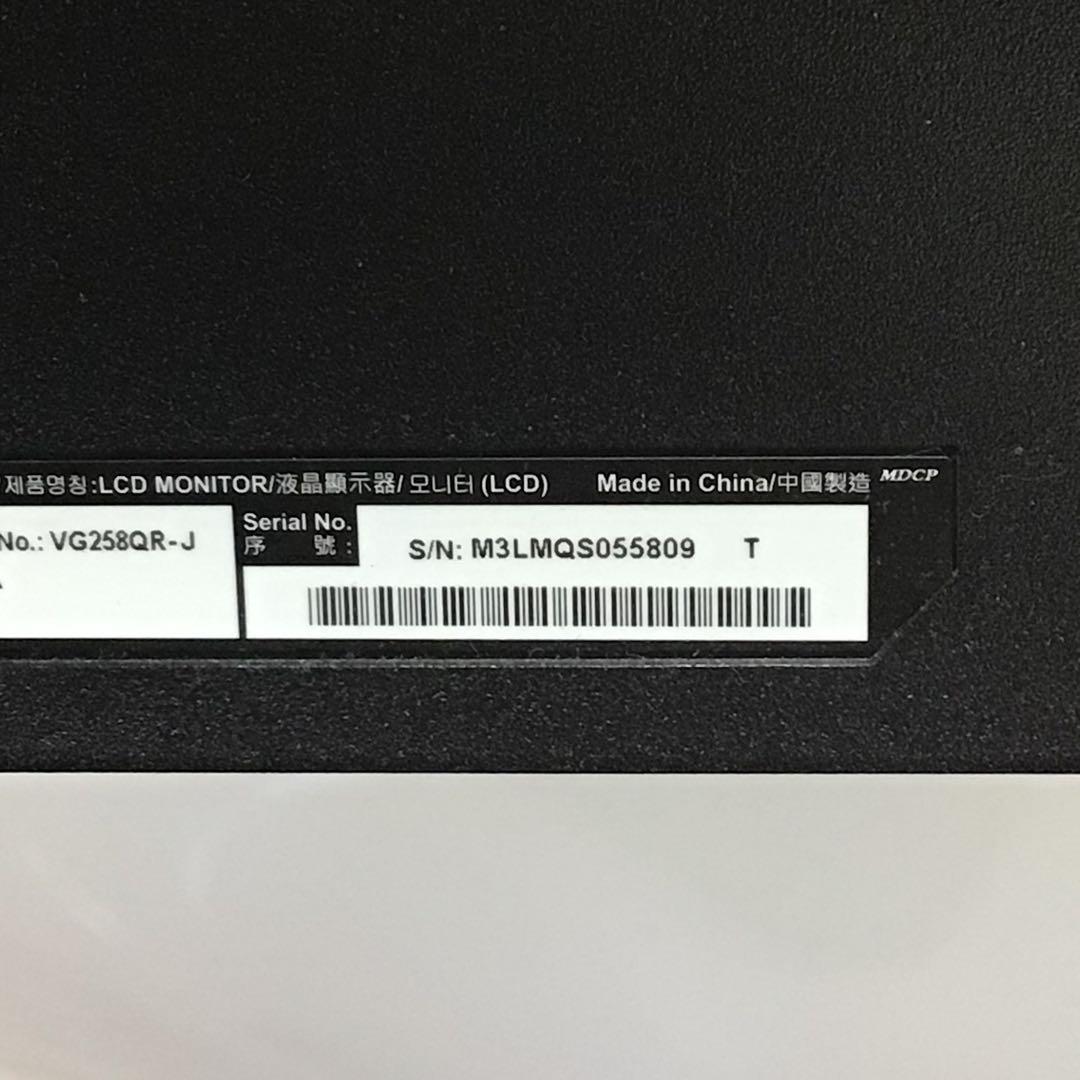 제품명칭:LCD MONITOR/液晶顯示器/ 모니터 (LCD) Made in China/中國製造 MDCP
No.: VG258QR-J
Serial No.
序 號 :
S/N: M3LMQS055809 T